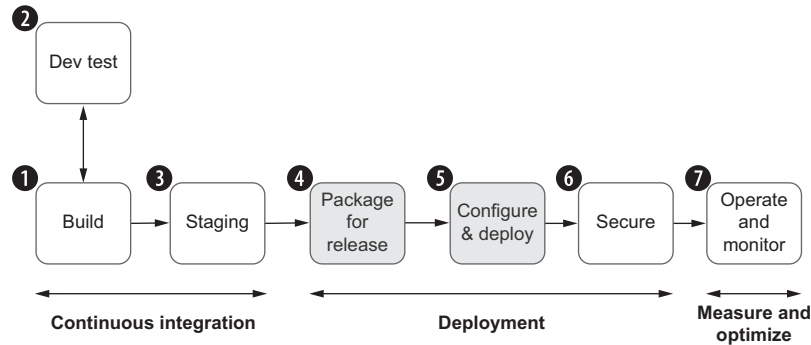 2
Dev test
1
Build
3
Staging
4
Package
for
release
5
Configure
& deploy
6
Secure
7
Operate
and
monitor
Continuous integration
Deployment
Measure and
optimize